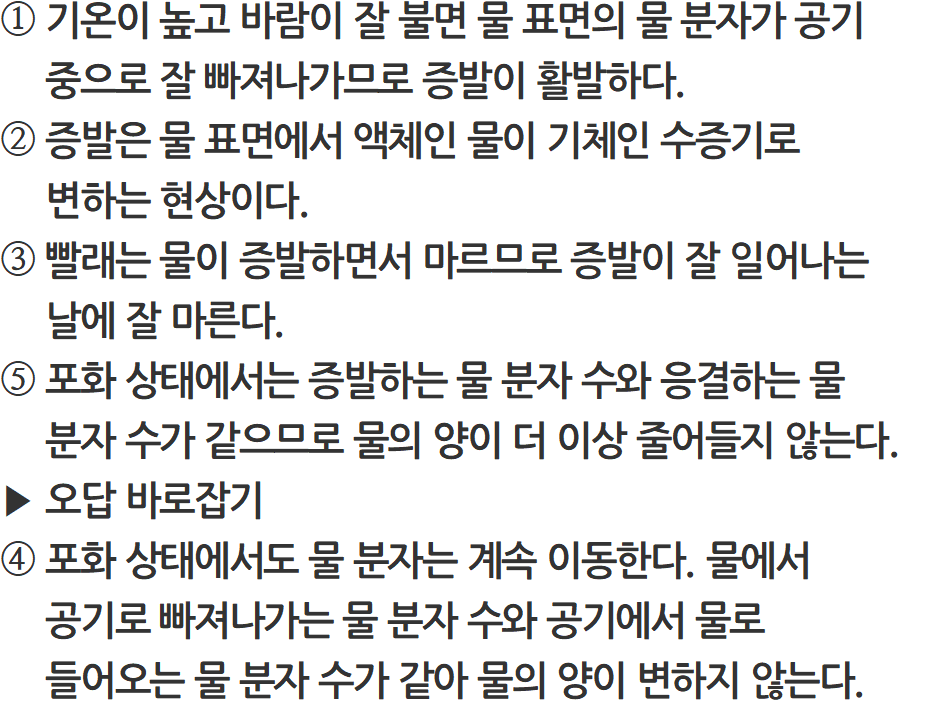 ① 기온이 높고 바람이 잘 불면 물 표면의 물 분자가 공기
중으로 잘 빠져나가므로 증발이 활발하다.
② 증발은 물 표면에서 액체인 물이 기체인 수증기로
변하는 현상이다.
③ 빨래는 물이 증발하면서 마르므로 증발이 잘 일어나는
날에 잘 마른다.
⑤ 포화 상태에서는 증발하는 물 분자 수와 응결하는 물
분자 수가 같으므로 물의 양이 더 이상 줄어들지 않는다.
▶ 오답 바로잡기
④ 포화 상태에서도 물 분자는 계속 이동한다. 물에서
공기로 빠져나가는 물 분자 수와 공기에서 물로
들어오는 물 분자 수가 같아 물의 양이 변하지 않는다.